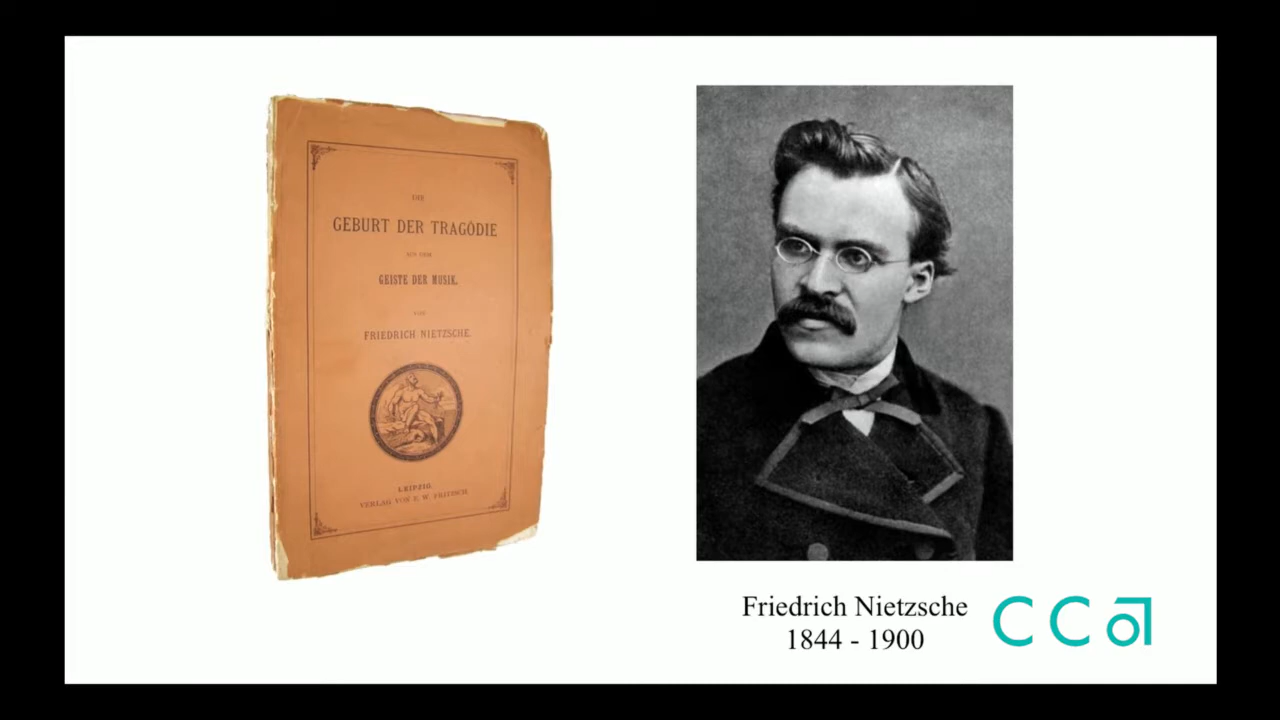 DIE
GEBURT DER TRAGÖDIE
AUS DEM
GEISTE DER MUSIK.
VON
FRIEDRICH NIETZSCHE.
LEIPZIG.
VERLAG VON E. W. FRITZSCH.
Friedrich Nietzsche
1844 - 1900
CCA